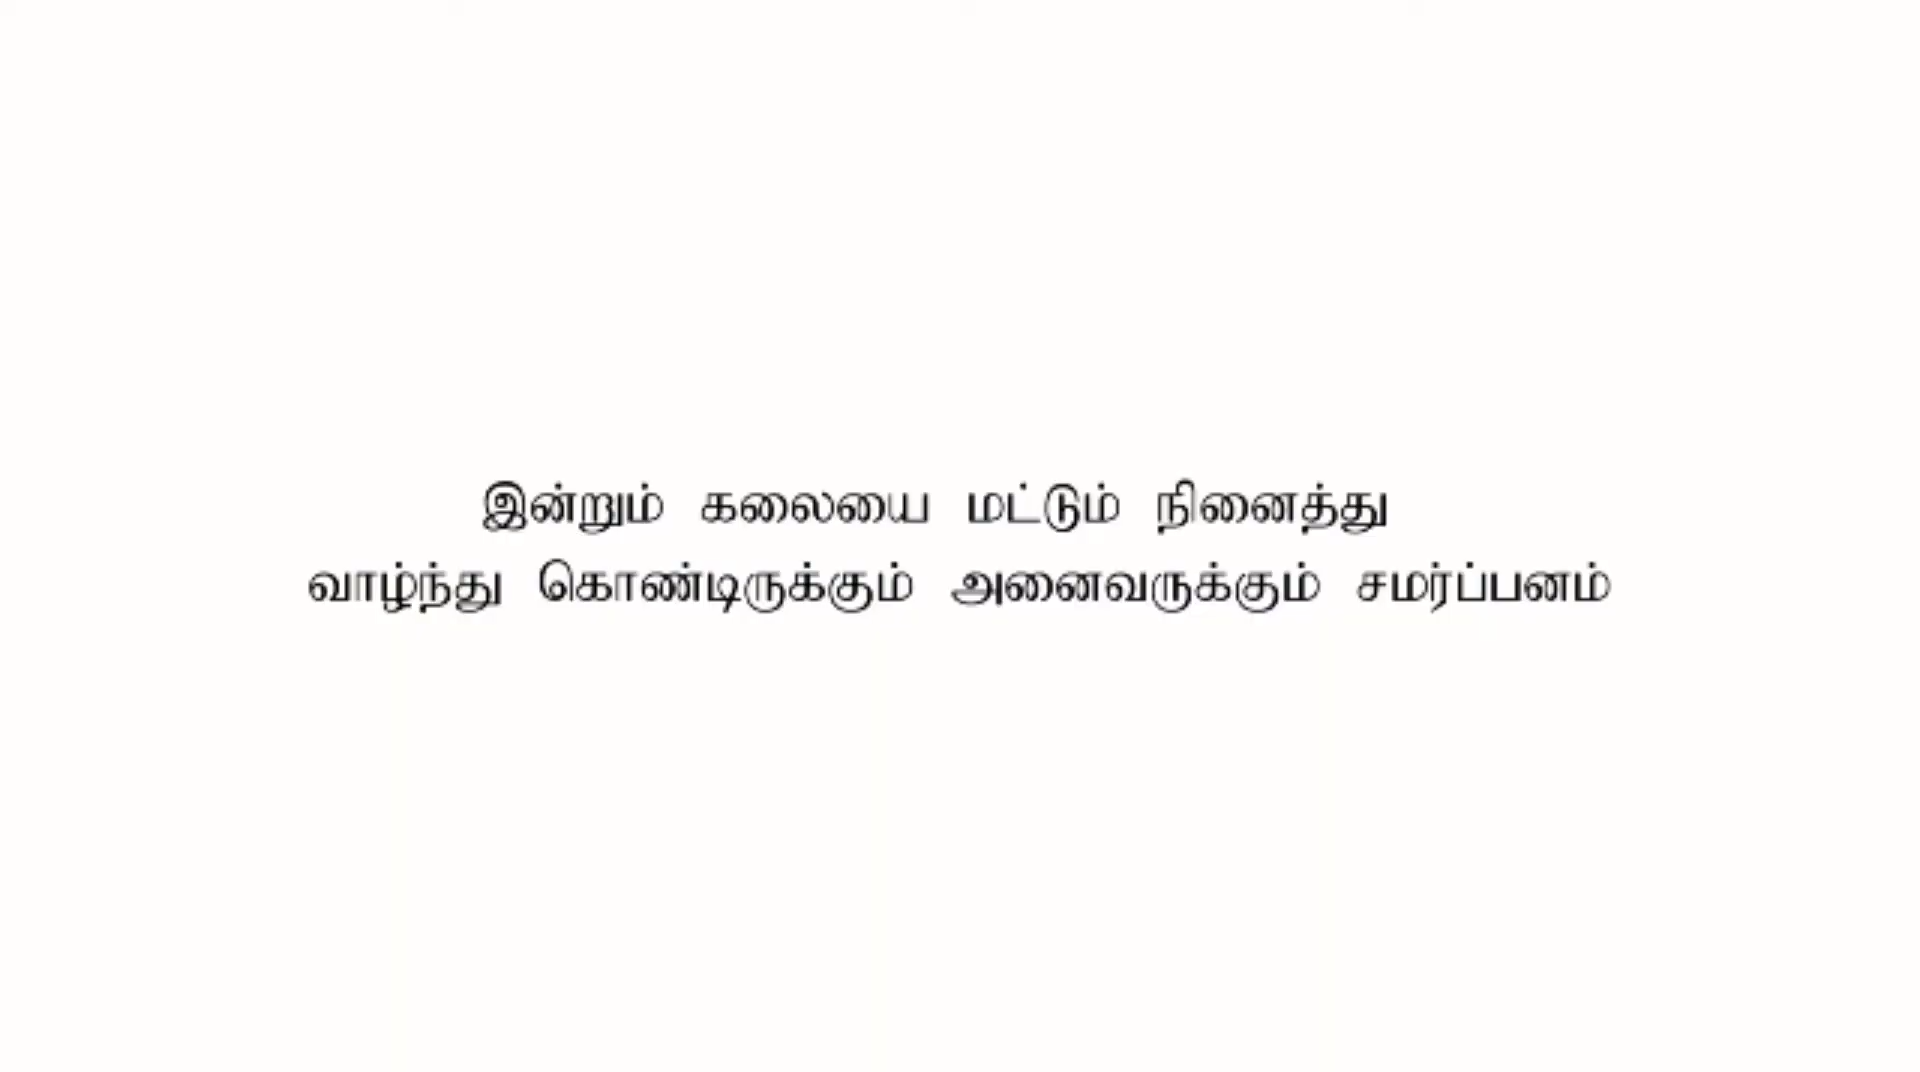 இன்றும் கலையை மட்டும் நினைத்து
வாழ்ந்து கொண்டிருக்கும் அனைவருக்கும் சமர்ப்பனம்